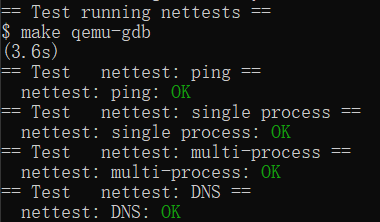 == Test running nettests ==
$ make qemu-gdb
(3.6s)
== Test   nettest: ping ==
  nettest: ping: OK
== Test   nettest: single process ==
  nettest: single process: OK
== Test   nettest: multi-process ==
  nettest: multi-process: OK
== Test   nettest: DNS ==
  nettest: DNS: OK